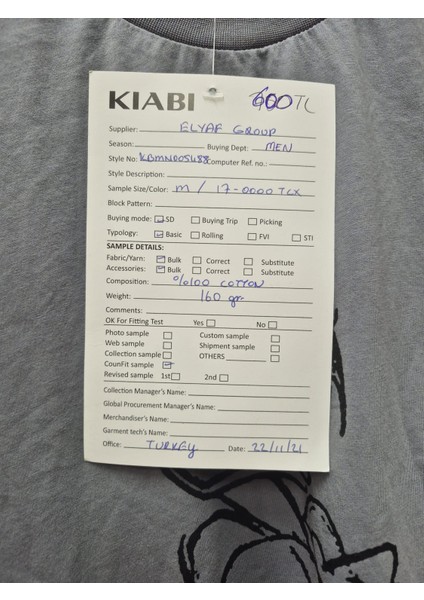 KIABI 600TL
Supplier: ELYAF GROUP
Season: Buying Dept: MEN
Style No: KBMN005488 Computer Ref. no.:
Style Description:
Sample Size/Color: M / 17-0000 TCX
Block Pattern:
Buying mode: SD Buying Trip Picking
Typology: Basic Rolling FVI STI
SAMPLE DETAILS:
Fabric/Yarn: Bulk Correct Substitute
Accessories: Bulk Correct Substitute
Composition: %100 COTTON
Weight: 160 gr.
Comments:
OK For Fitting Test Yes No
Photo sample Custom sample
Web sample Shipment sample
Collection sample OTHERS
CounFit sample
Revised sample 1st 2nd
Collection Manager's Name:
Global Procurement Manager's Name:
Merchandiser's Name:
Garment tech's Name:
Office: TURKEY Date: 22/11/21